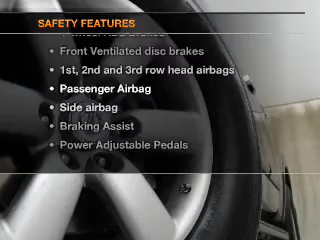 SAFETY FEATURES
• Front Ventilated disc brakes
• 1st, 2nd and 3rd row head airbags
• Passenger Airbag
• Side airbag
• Braking Assist
• Power Adjustable Pedals